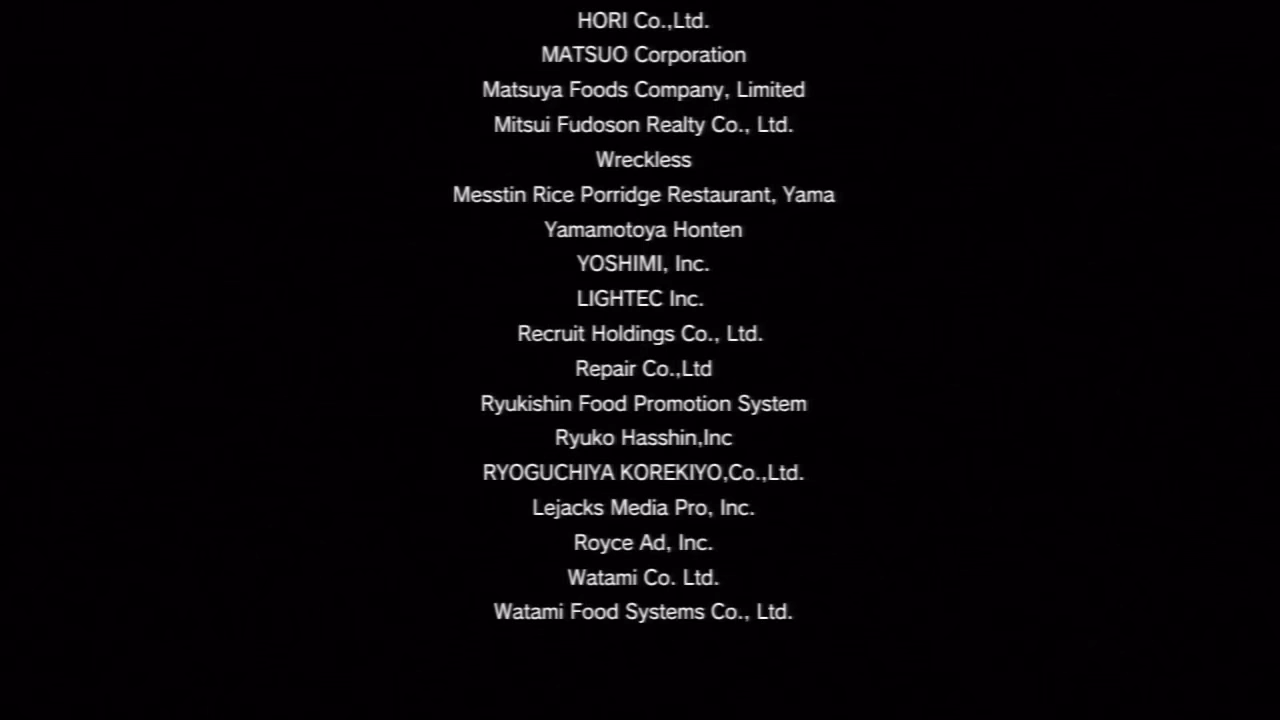 HORI Co.,Ltd.
MATSUO Corporation
Matsuya Foods Company, Limited
Mitsui Fudoson Realty Co., Ltd.
Wreckless
Messtin Rice Porridge Restaurant, Yama
Yamamotoya Honten
YOSHIMI, Inc.
LIGHTEC Inc.
Recruit Holdings Co., Ltd.
Repair Co.,Ltd
Ryukishin Food Promotion System
Ryuko Hasshin,Inc
RYOGUCHIYA KOREKIYO,Co.,Ltd.
Lejacks Media Pro, Inc.
Royce Ad, Inc.
Watami Co. Ltd.
Watami Food Systems Co., Ltd.